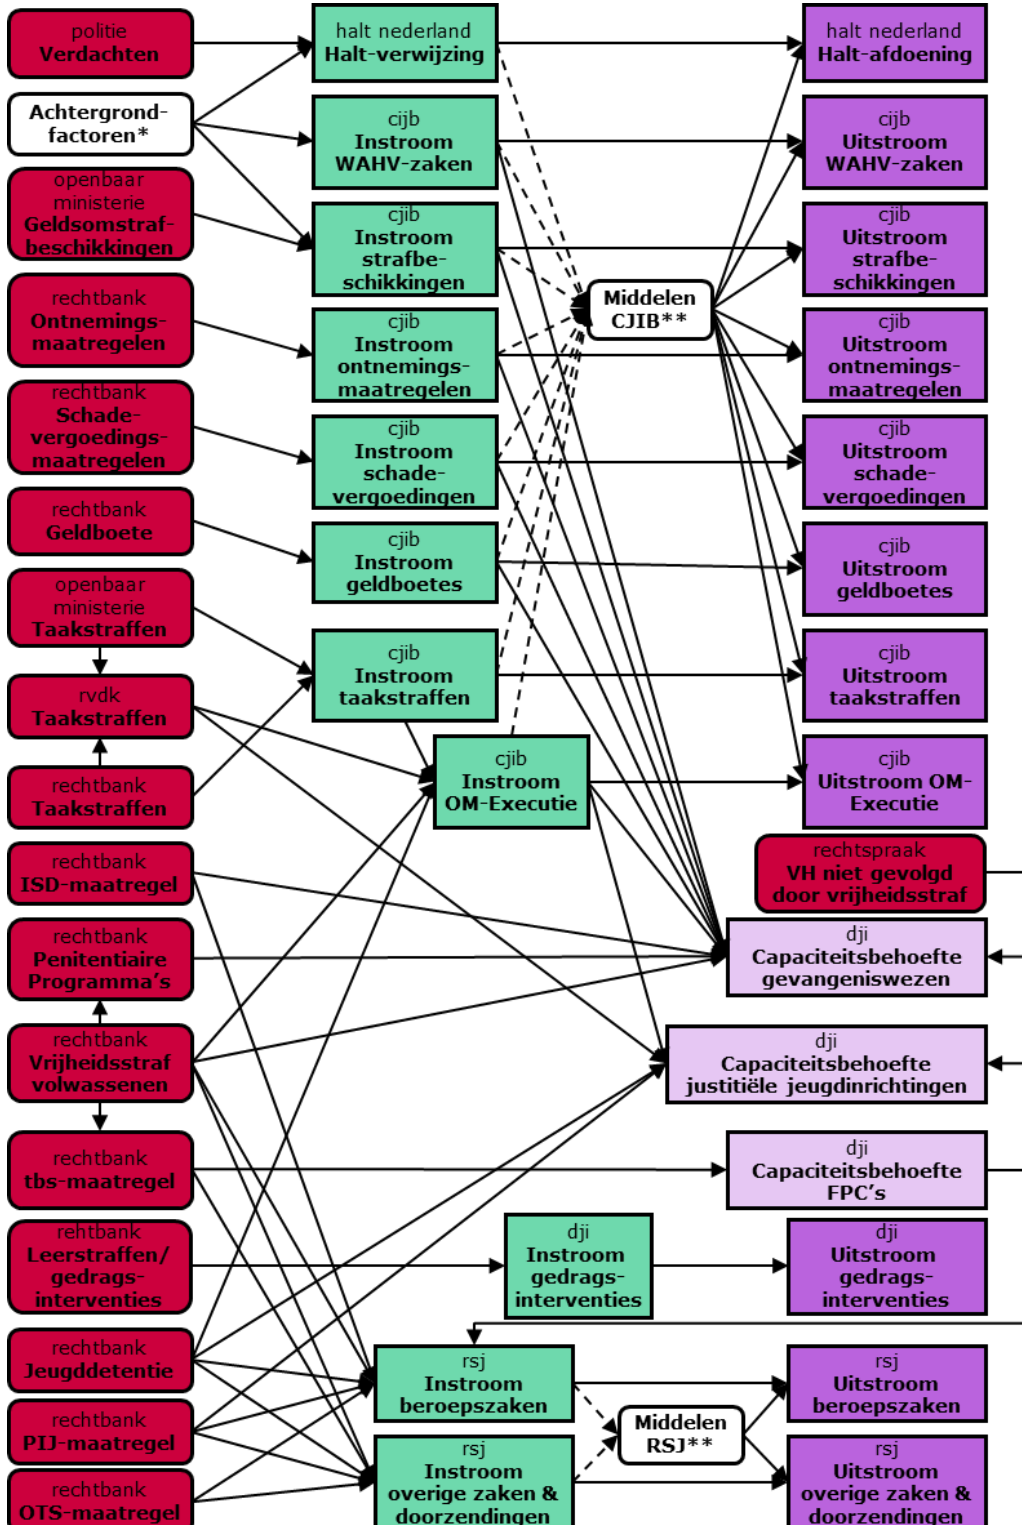 politie
Verdachten
Achtergrond-
factoren*
openbaar
ministerie
Geldsomstraf-
beschikkingen
rechtbank
Ontnemings-
maatregelen
rechtbank
Schade-
vergoedings-
maatregelen
rechtbank
Geldboete
openbaar
ministerie
Taakstraffen
rvdk
Taakstraffen
rechtbank
Taakstraffen
rechtbank
ISD-maatregel
rechtbank
Penitentiaire
Programma's
rechtbank
Vrijheidsstraf
volwassenen
rechtbank
tbs-maatregel
rehtbank
Leerstraffen/
gedrags-
interventies
rechtbank
Jeugddetentie
rechtbank
PIJ-maatregel
rechtbank
OTS-maatregel
halt nederland
Halt-verwijzing
cijb
Instroom
WAHV-zaken
cjib
Instroom
strafbe-
schikkingen
cjib
Instroom
ontnemings-
maatregelen
cjib
Instroom
schade-
vergoedingen
cjib
Instroom
geldboetes
cjib
Instroom
taakstraffen
cjib
Instroom
OM-Executie
dji
Instroom
gedrags-
interventies
rsj
Instroom
beroepszaken
rsj
Instroom
overige zaken &
doorzendingen
Middelen
CJIB**
Middelen
RSJ**
halt nederland
Halt-afdoening
cijb
Uitstroom
WAHV-zaken
cjib
Uitstroom
strafbe-
schikkingen
cjib
Uitstroom
ontnemings-
maatregelen
cjib
Uitstroom
schade-
vergoedingen
cjib
Uitstroom
geldboetes
cjib
Uitstroom
taakstraffen
cjib
Uitstroom OM-
Executie
rechtspraak
VH niet gevolgd
door vrijheidsstraf
dji
Capaciteitsbehoefte
gevangeniswezen
dji
Capaciteitsbehoefte
justitiële jeugdinrichtingen
dji
Capaciteitsbehoefte
FPC's
dji
Uitstroom
gedrags-
interventies
rsj
Uitstroom
beroepszaken
rsj
Uitstroom
overige zaken &
doorzendingen